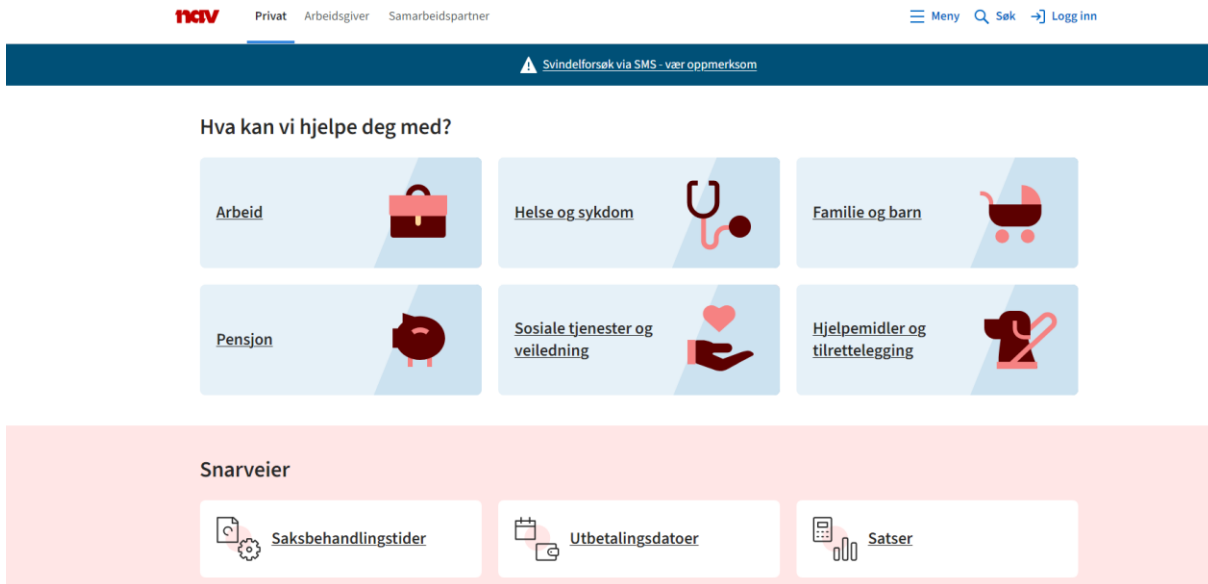 nav Privat Arbeidsgiver Samarbeidspartner Meny Søk Logg inn
Svindelforsøk via SMS - vær oppmerksom
Hva kan vi hjelpe deg med?
Arbeid
Helse og sykdom
Familie og barn
Pensjon
Sosiale tjenester og
veiledning
Hjelpemidler og
tilrettelegging
Snarveier
Saksbehandlingstider
Utbetalingsdatoer
Satser